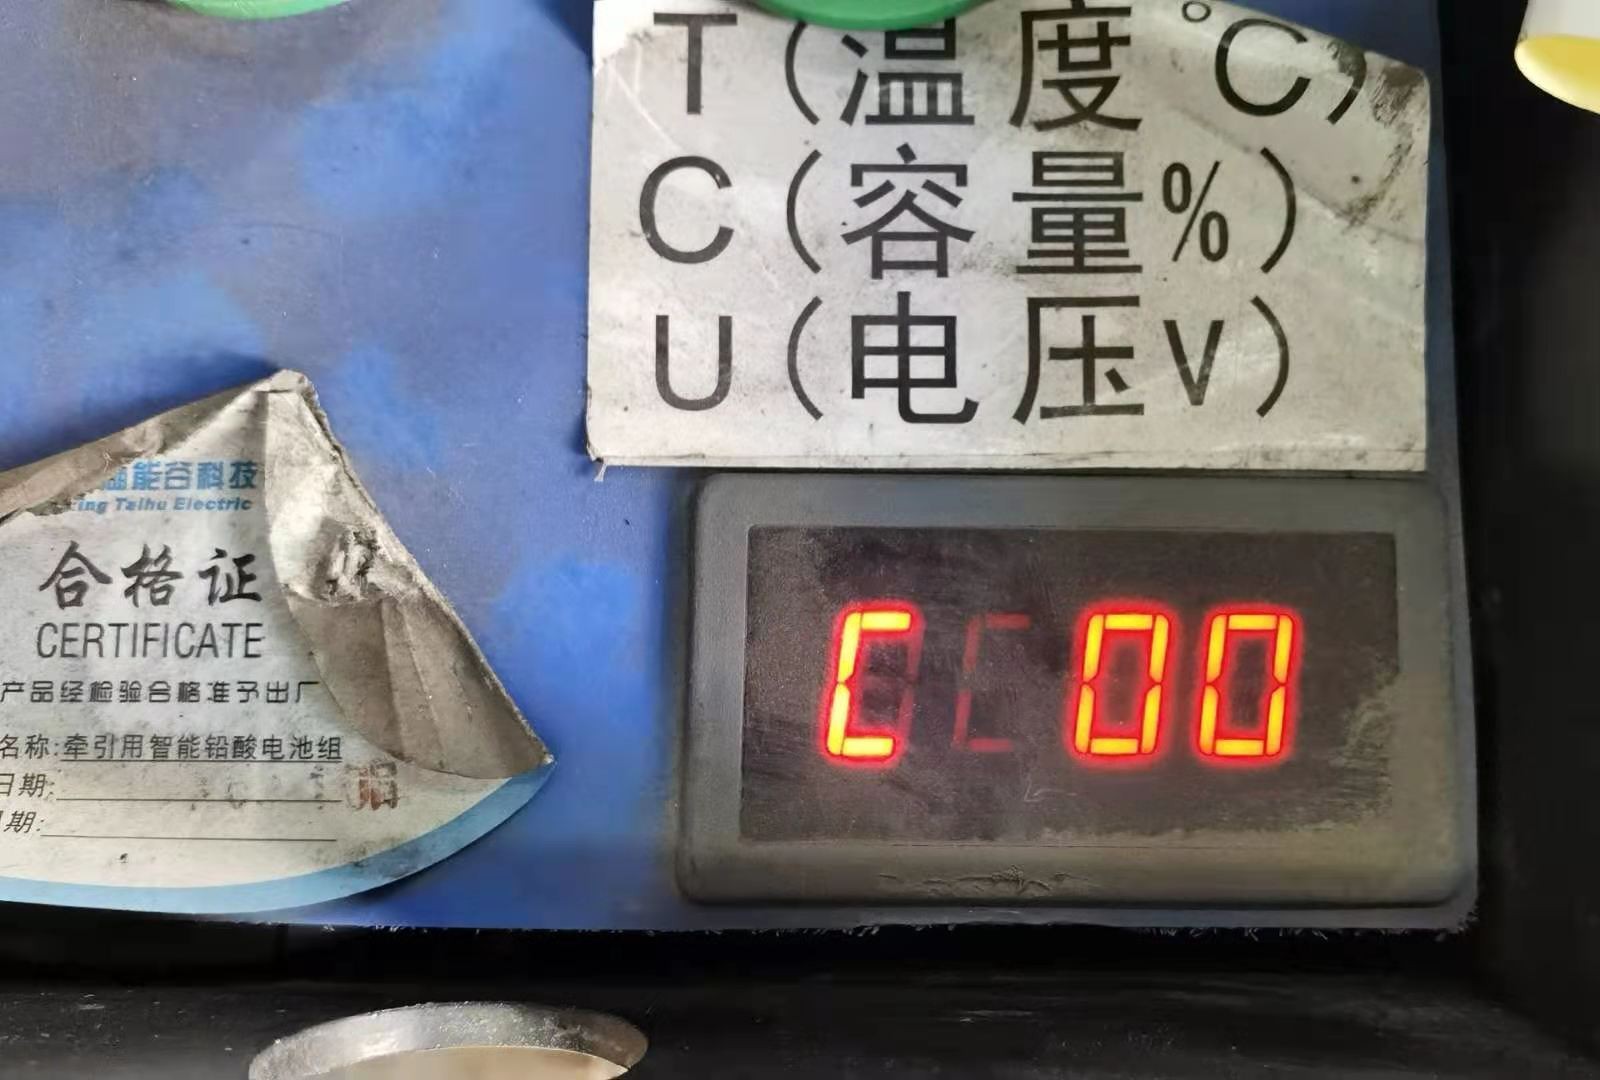 T(温度℃)
C(容量%)
U(电压V)
能谷科技
ing Taihu Electric
合格证
CERTIFICATE
产品经检验合格准予出厂
名称:牵引用智能铅酸电池组
日期:
期:
C 00